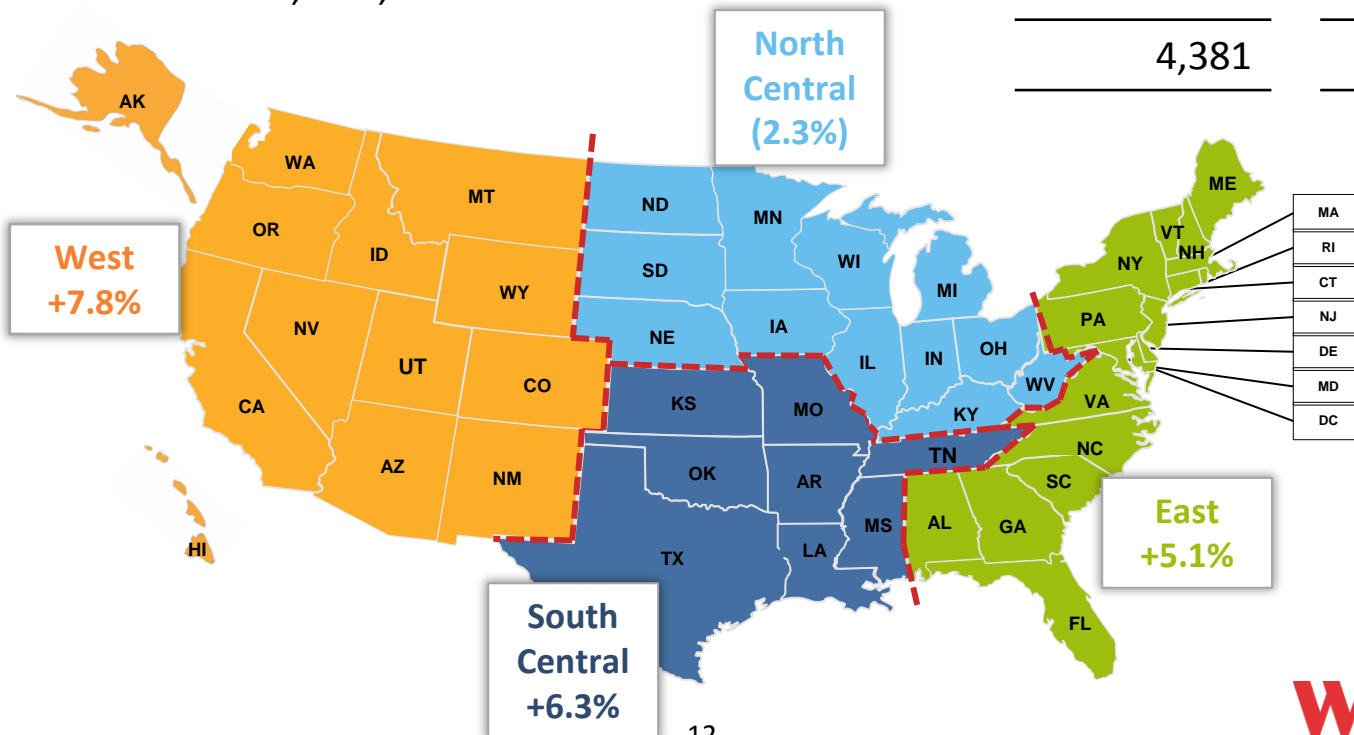 North
Central
(2.3%)
4,381
AK
WA
MT
ND
MN
ME
OR
ID
SD
WI
MI
NY
VT
NH
MA
RI
CT
NJ
DE
MD
DC
West
+7.8%
WY
NV
UT
CO
NE
IA
IL
IN
OH
PA
WV
VA
CA
KS
MO
KY
AZ
NM
OK
AR
TN
NC
SC
HI
TX
LA
MS
AL
GA
FL
East
+5.1%
South
Central
+6.3%
12
W